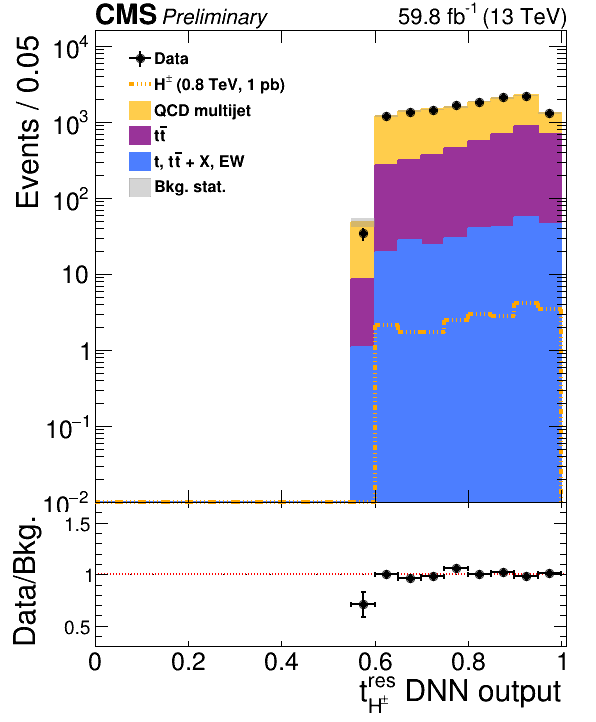 CMS Preliminary 59.8 fb⁻¹ (13 TeV)
Events / 0.05
10⁴
10³
10²
10
1
10⁻¹
10⁻²
Data
H± (0.8 TeV, 1 pb)
QCD multijet
tt̄
t, tt̄ + X, EW
Bkg. stat.
Data/Bkg.
1.5
1
0.5
0 0.2 0.4 0.6 0.8 1
t^res_H± DNN output